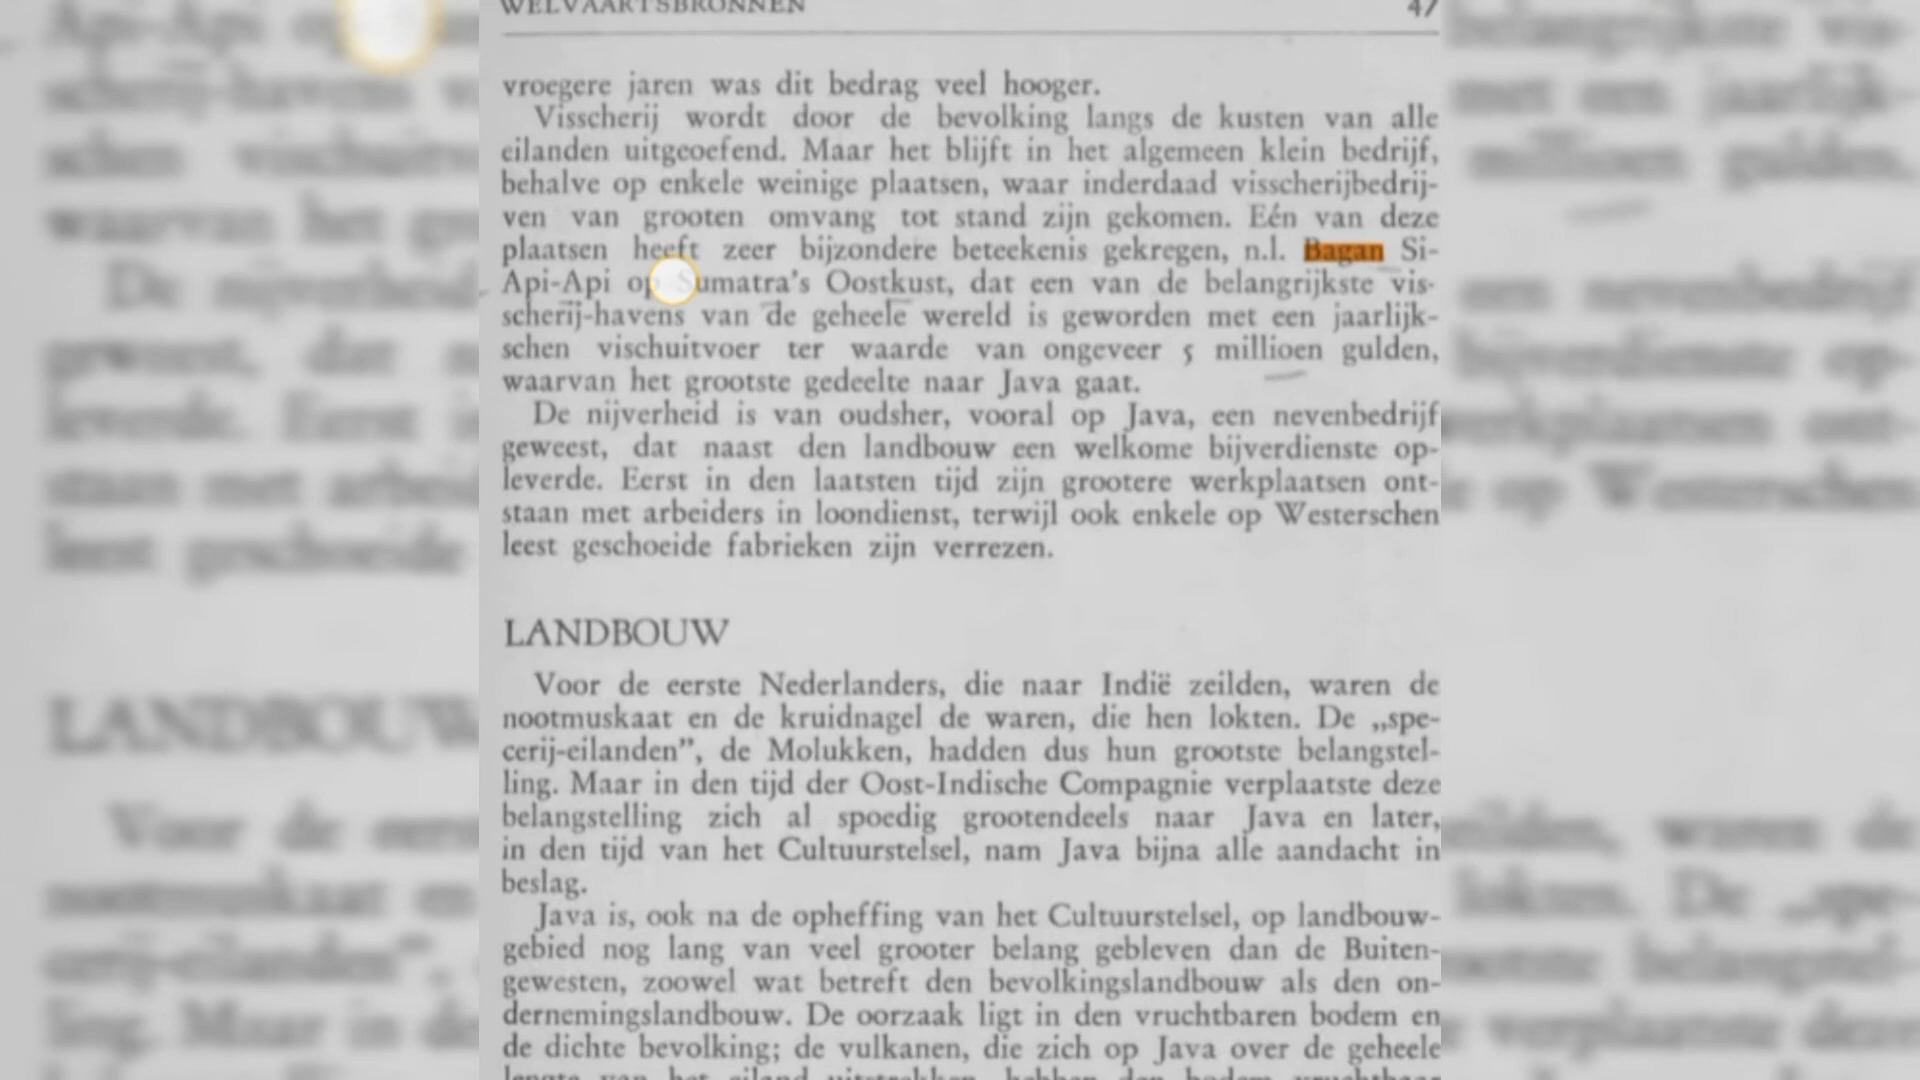 WELVAARTSBRONNEN 47
vroegere jaren was dit bedrag veel hooger.
Visscherij wordt door de bevolking langs de kusten van alle
eilanden uitgeoefend. Maar het blijft in het algemeen klein bedrijf,
behalve op enkele weinige plaatsen, waar inderdaad visscherijbedrij-
ven van grooten omvang tot stand zijn gekomen. Eén van deze
plaatsen heeft zeer bijzondere beteekenis gekregen, n.l. Bagan Si-
Api-Api op Sumatra's Oostkust, dat een van de belangrijkste vis-
scherij-havens van de geheele wereld is geworden met een jaarlijk-
schen vischuitvoer ter waarde van ongeveer 5 millioen gulden,
waarvan het grootste gedeelte naar Java gaat.
De nijverheid is van oudsher, vooral op Java, een nevenbedrijf
geweest, dat naast den landbouw een welkome bijverdienste op-
leverde. Eerst in den laatsten tijd zijn grootere werkplaatsen ont-
staan met arbeiders in loondienst, terwijl ook enkele op Westerschen
leest geschoeide fabrieken zijn verrezen.
LANDBOUW
Voor de eerste Nederlanders, die naar Indië zeilden, waren de
nootmuskaat en de kruidnagel de waren, die hen lokten. De „spe-
cerij-eilanden”, de Molukken, hadden dus hun grootste belangstel-
ling. Maar in den tijd der Oost-Indische Compagnie verplaatste deze
belangstelling zich al spoedig grootendeels naar Java en later,
in den tijd van het Cultuurstelsel, nam Java bijna alle aandacht in
beslag.
Java is, ook na de opheffing van het Cultuurstelsel, op landbouw-
gebied nog lang van veel grooter belang gebleven dan de Buiten-
gewesten, zoowel wat betreft den bevolkingslandbouw als den on-
dernemingslandbouw. De oorzaak ligt in den vruchtbaren bodem en
de dichte bevolking; de vulkanen, die zich op Java over de geheele